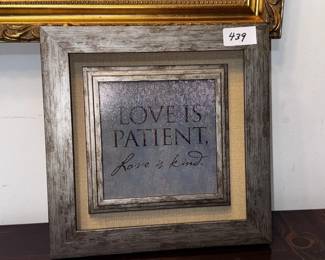 439
LOVE IS
PATIENT,
Love is kind.